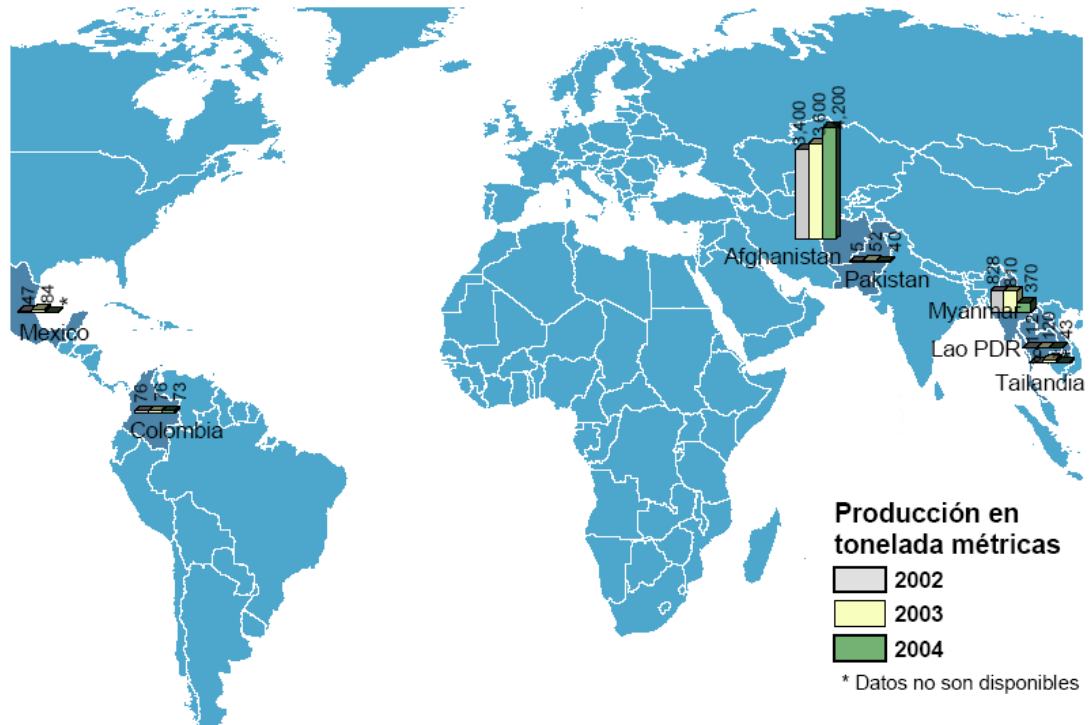 3,400
3,600
,200
Afghanistan
5
52
40
Pakistan
828
810
370
Myanmar
47
84
*
Mexico
120
43
Lao PDR
Tailandia
76
76
73
Colombia
Producción en
tonelada métricas
2002
2003
2004
* Datos no son disponibles